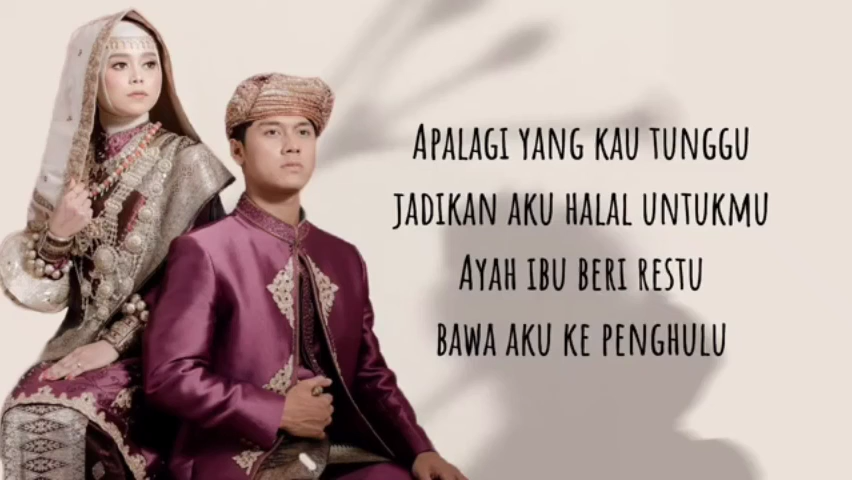 APALAGI YANG KAU TUNGGU
JADIKAN AKU HALAL UNTUKMU
AYAH IBU BERI RESTU
BAWA AKU KE PENGHULU